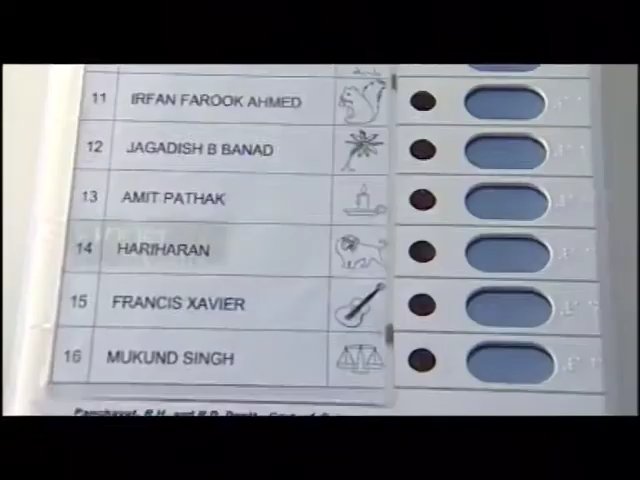 11 IRFAN FAROOK AHMED
12 JAGADISH B BANAD
13 AMIT PATHAK
14 HARIHARAN
15 FRANCIS XAVIER
16 MUKUND SINGH